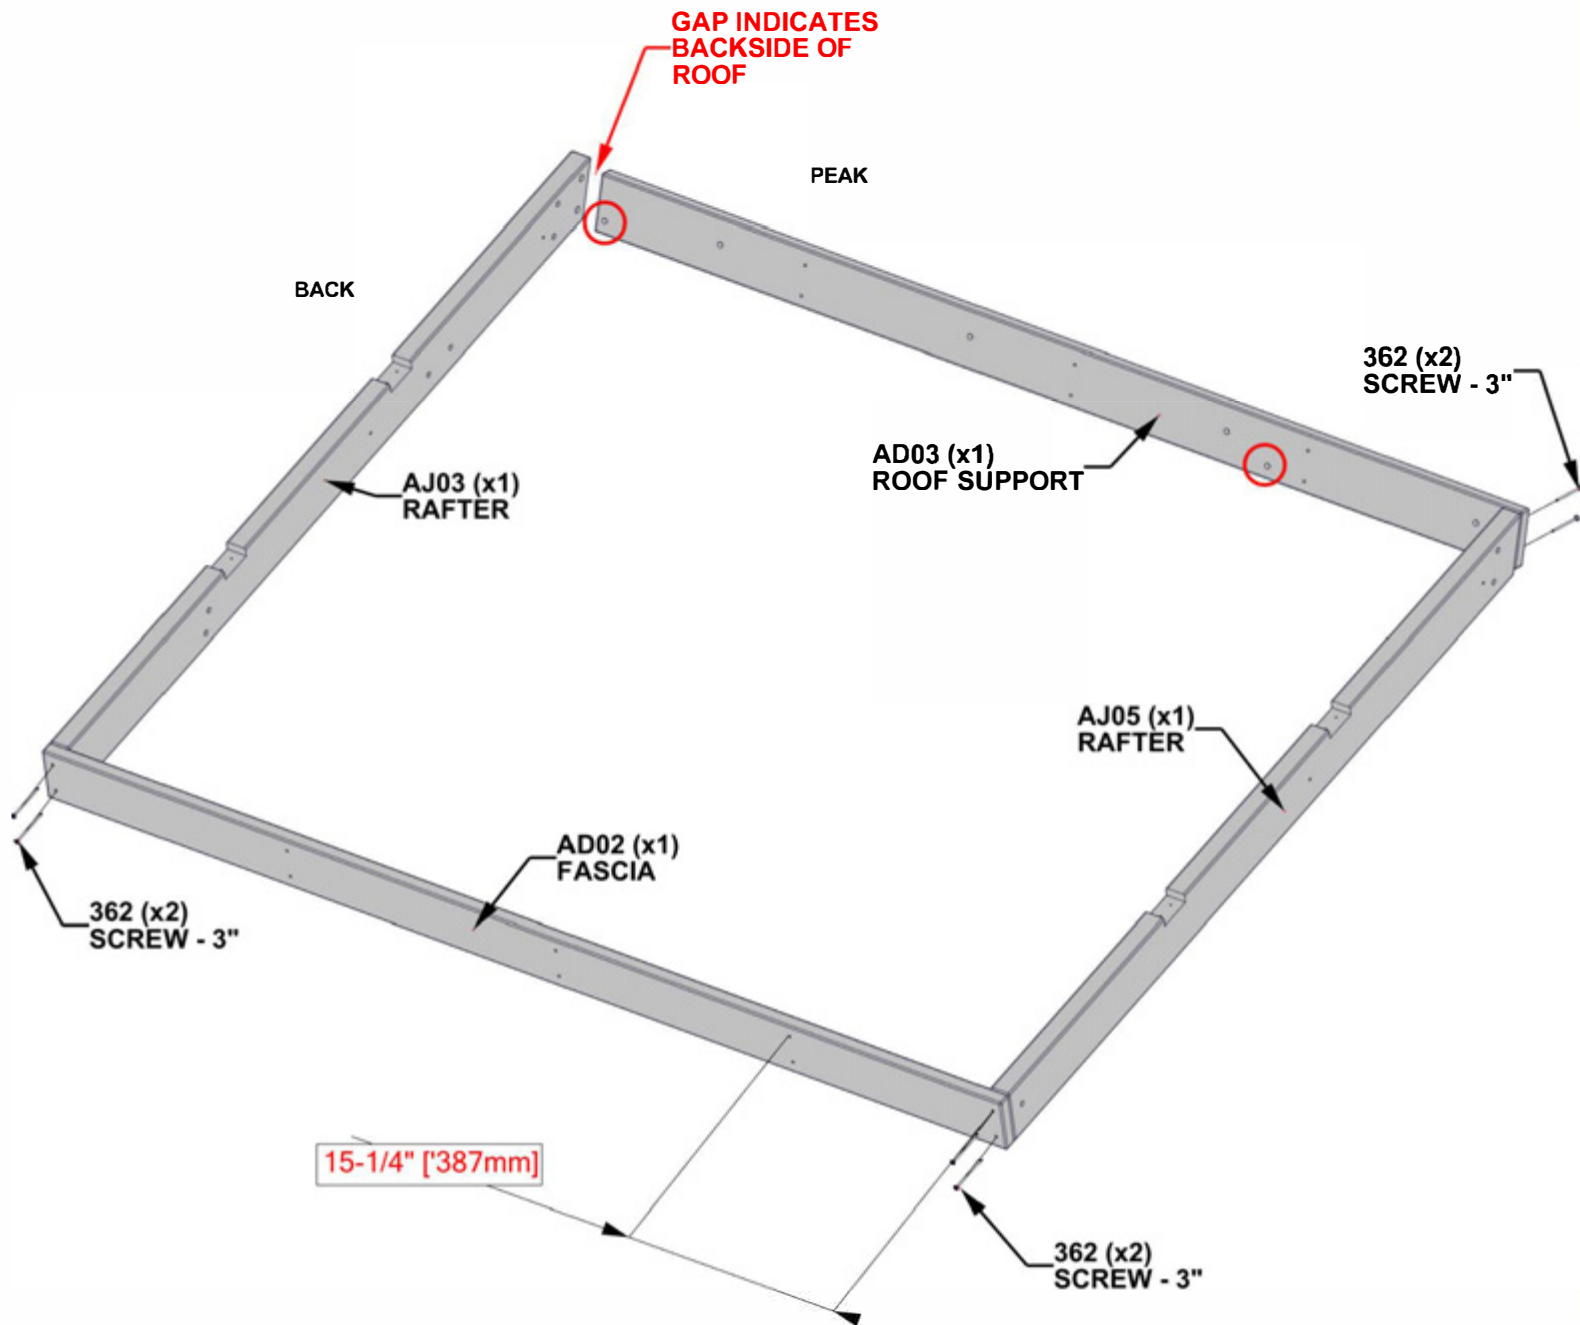 GAP INDICATES
BACKSIDE OF
ROOF
PEAK
BACK
362 (x2)
SCREW - 3"
AD03 (x1)
ROOF SUPPORT
AJ03 (x1)
RAFTER
AJ05 (x1)
RAFTER
AD02 (x1)
FASCIA
362 (x2)
SCREW - 3"
15-1/4" ['387mm]
362 (x2)
SCREW - 3"